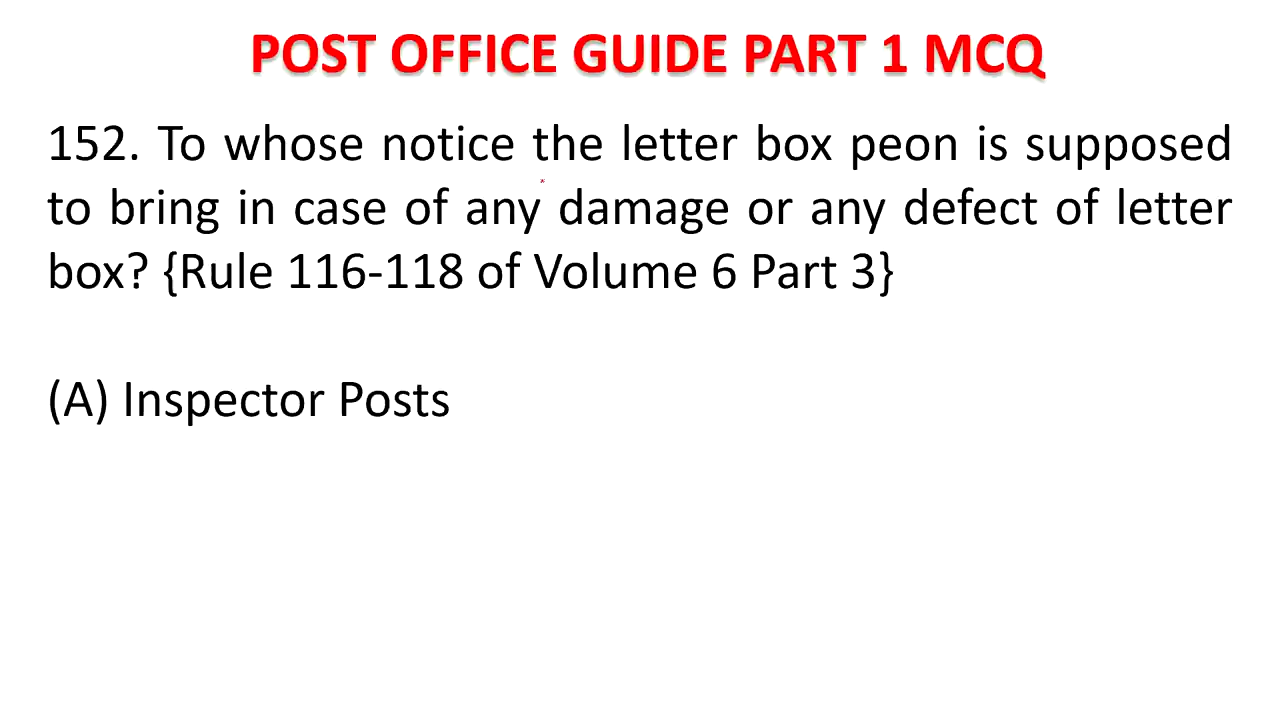 POST OFFICE GUIDE PART 1 MCQ
152. To whose notice the letter box peon is supposed
to bring in case of any damage or any defect of letter
box? {Rule 116-118 of Volume 6 Part 3}
(A) Inspector Posts